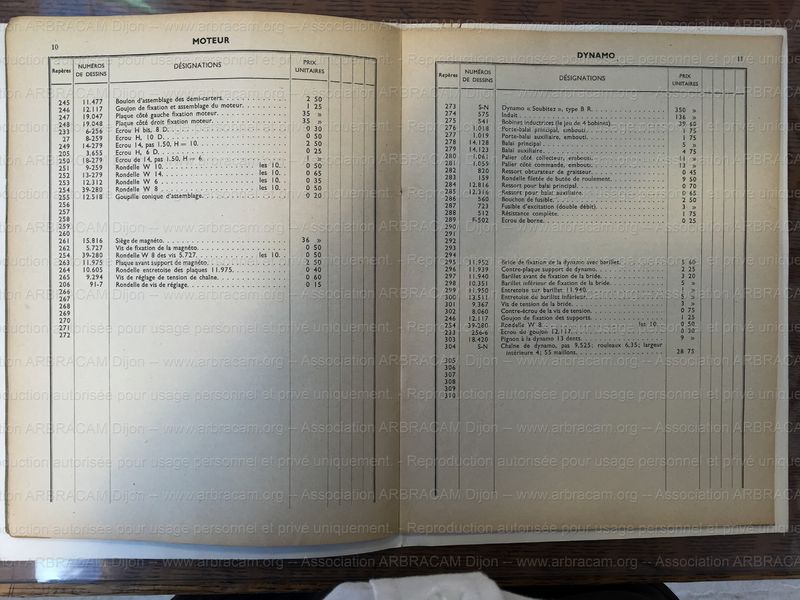 10
MOTEUR
Repères NUMÉROS DE DESSINS DÉSIGNATIONS PRIX UNITAIRES
245 11.477 Boulon d'assemblage des demi-carters. 2 50
246 12.117 Goujon de fixation et assemblage du moteur. 1 25
247 19.047 Plaque côté gauche fixation moteur. 35 »
248 19.048 Plaque côté droit fixation moteur. 35 »
233 6-256 Ecrou H bis, 8 D. 0 30
27 8-259 Ecrou H, 10 D. 0 50
249 14.279 Ecrou 14, pas 1,50, H = 10. 2 50
205 3.655 Ecrou H, 6 D. 0 25
250 8-279 Ecrou de 14, pas 1,50, H = 6. 1 »
251 9-259 Rondelle W 10. les 10. 0 50
252 13-279 Rondelle W 14. 0 65
253 12.312 Rondelle W 6. 0 35
254 39-280 Rondelle W 8. les 10. 0 50
255 12.518 Goupille conique d'assemblage. 0 20
256
257
258
259
260
261 15.816 Siège de magnéto. 36 »
262 5.727 Vis de fixation de la magnéto. 0 50
254 39-280 Rondelle W 8 des vis 5.727. les 10. 0 50
263 11.975 Plaque avant support de magnéto. 2 50
264 10.605 Rondelle entretoise des plaques 11.975. 0 40
265 9.294 Vis de réglage de tension de chaîne. 0 60
206 91-7 Rondelle de vis de réglage. 0 15
266
267
268
269
270
271
272
DYNAMO
11
Repères NUMÉROS DE DESSINS DÉSIGNATIONS PRIX UNITAIRES
273 S-N Dynamo « Soubitez », type B R. 350 »
274 575 Induit. 136 »
275 541 Bobines inductrices (le jeu de 4 bobines). 39 60
276 1.018 Porte-balai principal, embouti. 1 75
277 1.019 Porte-balai auxiliaire, embouti. 1 75
278 14.128 Balai principal. 5 »
279 14.123 Balai auxiliaire. 4 75
280 1.061 Palier côté collecteur, embouti. 11 »
281 1.059 Palier côté commande, embouti. 13 »
282 820 Ressort obturateur de graisseur. 0 45
283 159 Rondelle filetée de butée de roulement. 9 50
284 12.816 Ressort pour balai principal. 0 70
285 12.316 Ressort pour balai auxiliaire. 0 65
286 560 Bouchon de fusible. 2 50
287 723 Fusible d'excitation (double débit). 3 »
288 512 Résistance complète. 1 75
289 F-502 Ecrou de borne. 0 25
290
291
292
293
294
295 11.952 Bride de fixation de la dynamo avec barillet. 5 60
296 11.939 Contre-plaque support de dynamo. 2 25
297 11.940 Barillet avant de fixation de la bride. 3 20
298 10.351 Barillet inférieur de fixation de la bride. 5 »
299 11.950 Entretoise sur barillet 11.940. 1 »
300 13.511 Entretoise du barillet inférieur. 5 »
301 9.367 Vis de tension de la bride. 3 »
302 8.060 Contre-écrou de la vis de tension. 0 75
246 12.117 Goujon de fixation des supports. 1 25
254 39-280 Rondelle W 8. les 10. 0 50
233 256-6 Ecrou du goujon 12.117. 0 30
303 18.420 Pignon à la dynamo 13 dents. 9 »
304 S-N Chaîne de dynamo, pas 9,525; rouleaux 6,35; largeur
intérieure 4; 55 maillons. 28 75
305
306
307
308
309
310